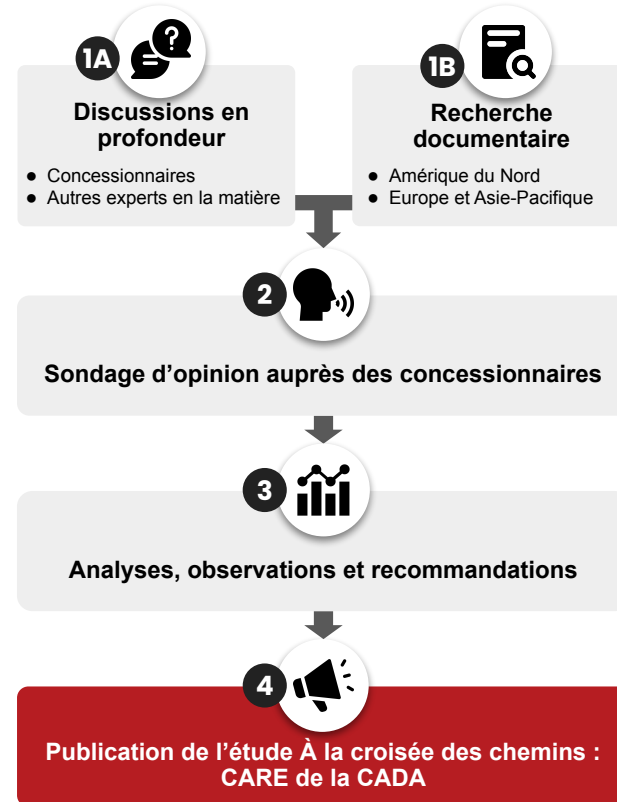 1A
?
Discussions en
profondeur
● Concessionnaires
● Autres experts en la matière
1B
Recherche
documentaire
● Amérique du Nord
● Europe et Asie-Pacifique
2
Sondage d’opinion auprès des concessionnaires
3
Analyses, observations et recommandations
4
Publication de l’étude À la croisée des chemins :
CARE de la CADA